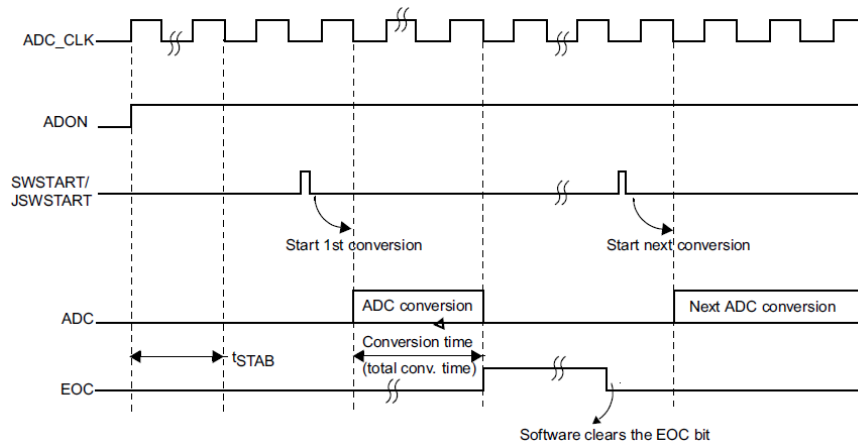 ADC_CLK
ADON
SWSTART/
JSWSTART
Start 1st conversion
Start next conversion
ADC conversion
Next ADC conversion
ADC
Conversion time
tSTAB
(total conv. time)
EOC
Software clears the EOC bit